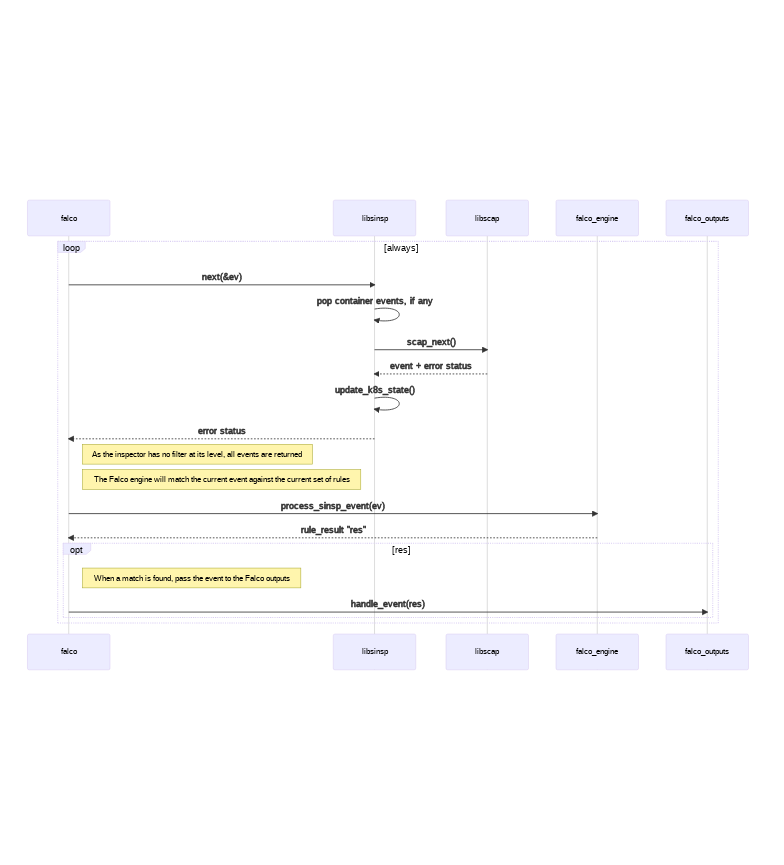 falco
libsinsp
libscap
falco_engine
falco_outputs
loop
[always]
next(&ev)
pop container events, if any
scap_next()
event + error status
update_k8s_state()
error status
As the inspector has no filter at its level, all events are returned
The Falco engine will match the current event against the current set of rules
process_sinsp_event(ev)
rule_result "res"
opt
[res]
When a match is found, pass the event to the Falco outputs
handle_event(res)
falco
libsinsp
libscap
falco_engine
falco_outputs